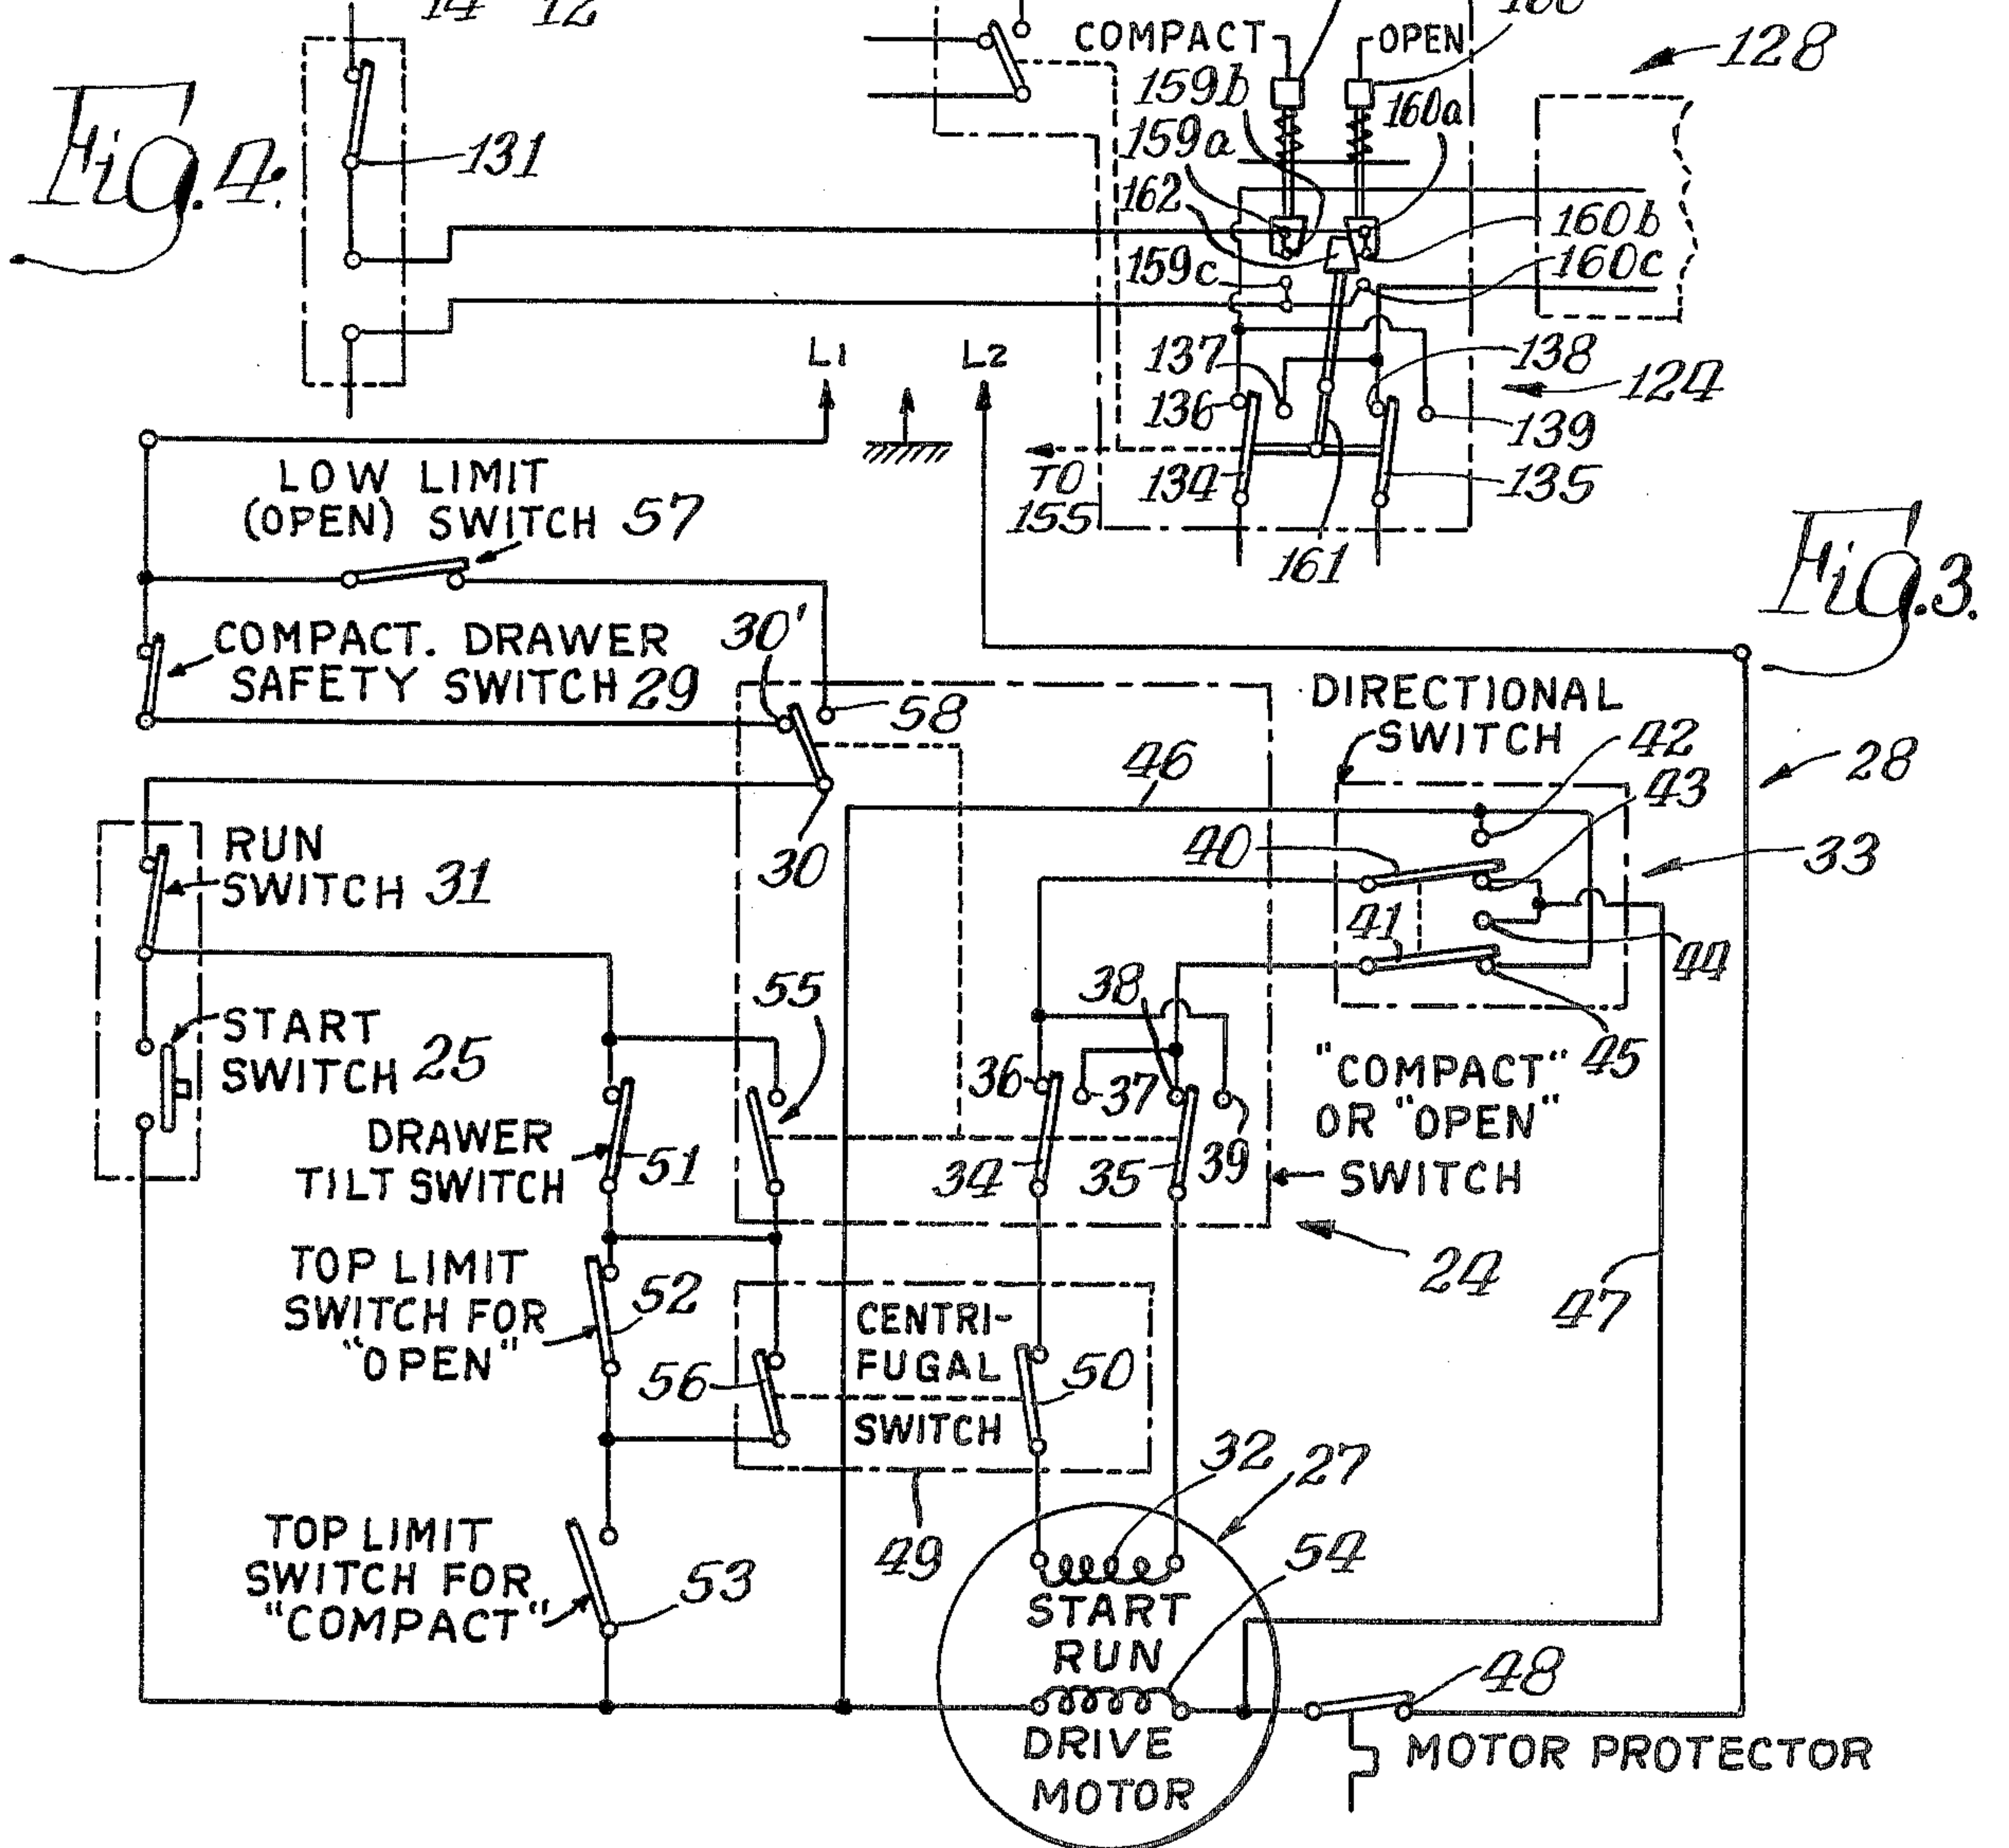 14 12
COMPACT
OPEN
160
128
159b
160a
159a
Fig. 4.
131
162
160b
159c
160c
L1
L2
137
138
124
136
139
LOW LIMIT
(OPEN) SWITCH 57
TO
155
134
135
161
Fig. 3.
COMPACT. DRAWER
SAFETY SWITCH 29
30'
58
DIRECTIONAL
SWITCH
42
46
28
43
RUN
SWITCH 31
30
40
33
41
44
55
38
START
SWITCH 25
36
37
39
45
"COMPACT"
OR "OPEN"
SWITCH
DRAWER
TILT SWITCH
51
34
35
24
TOP LIMIT
SWITCH FOR
"OPEN"
52
CENTRI-
FUGAL
SWITCH
56
50
47
32
27
49
54
TOP LIMIT
SWITCH FOR
"COMPACT"
53
START
RUN
48
DRIVE
MOTOR
MOTOR PROTECTOR